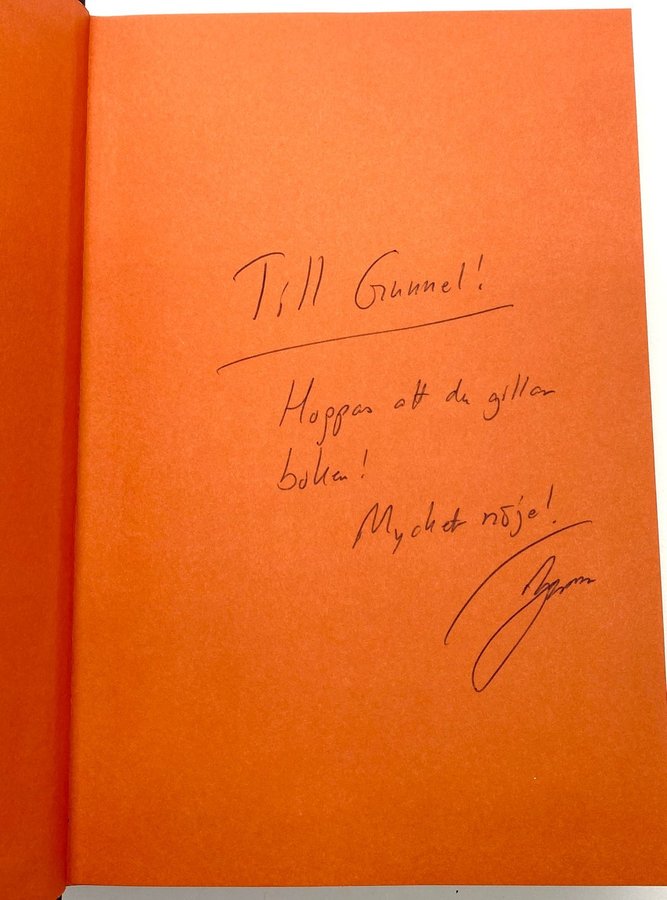 Till Gunnel!
Hoppas att du gillar
boken!
Mycket nöje!